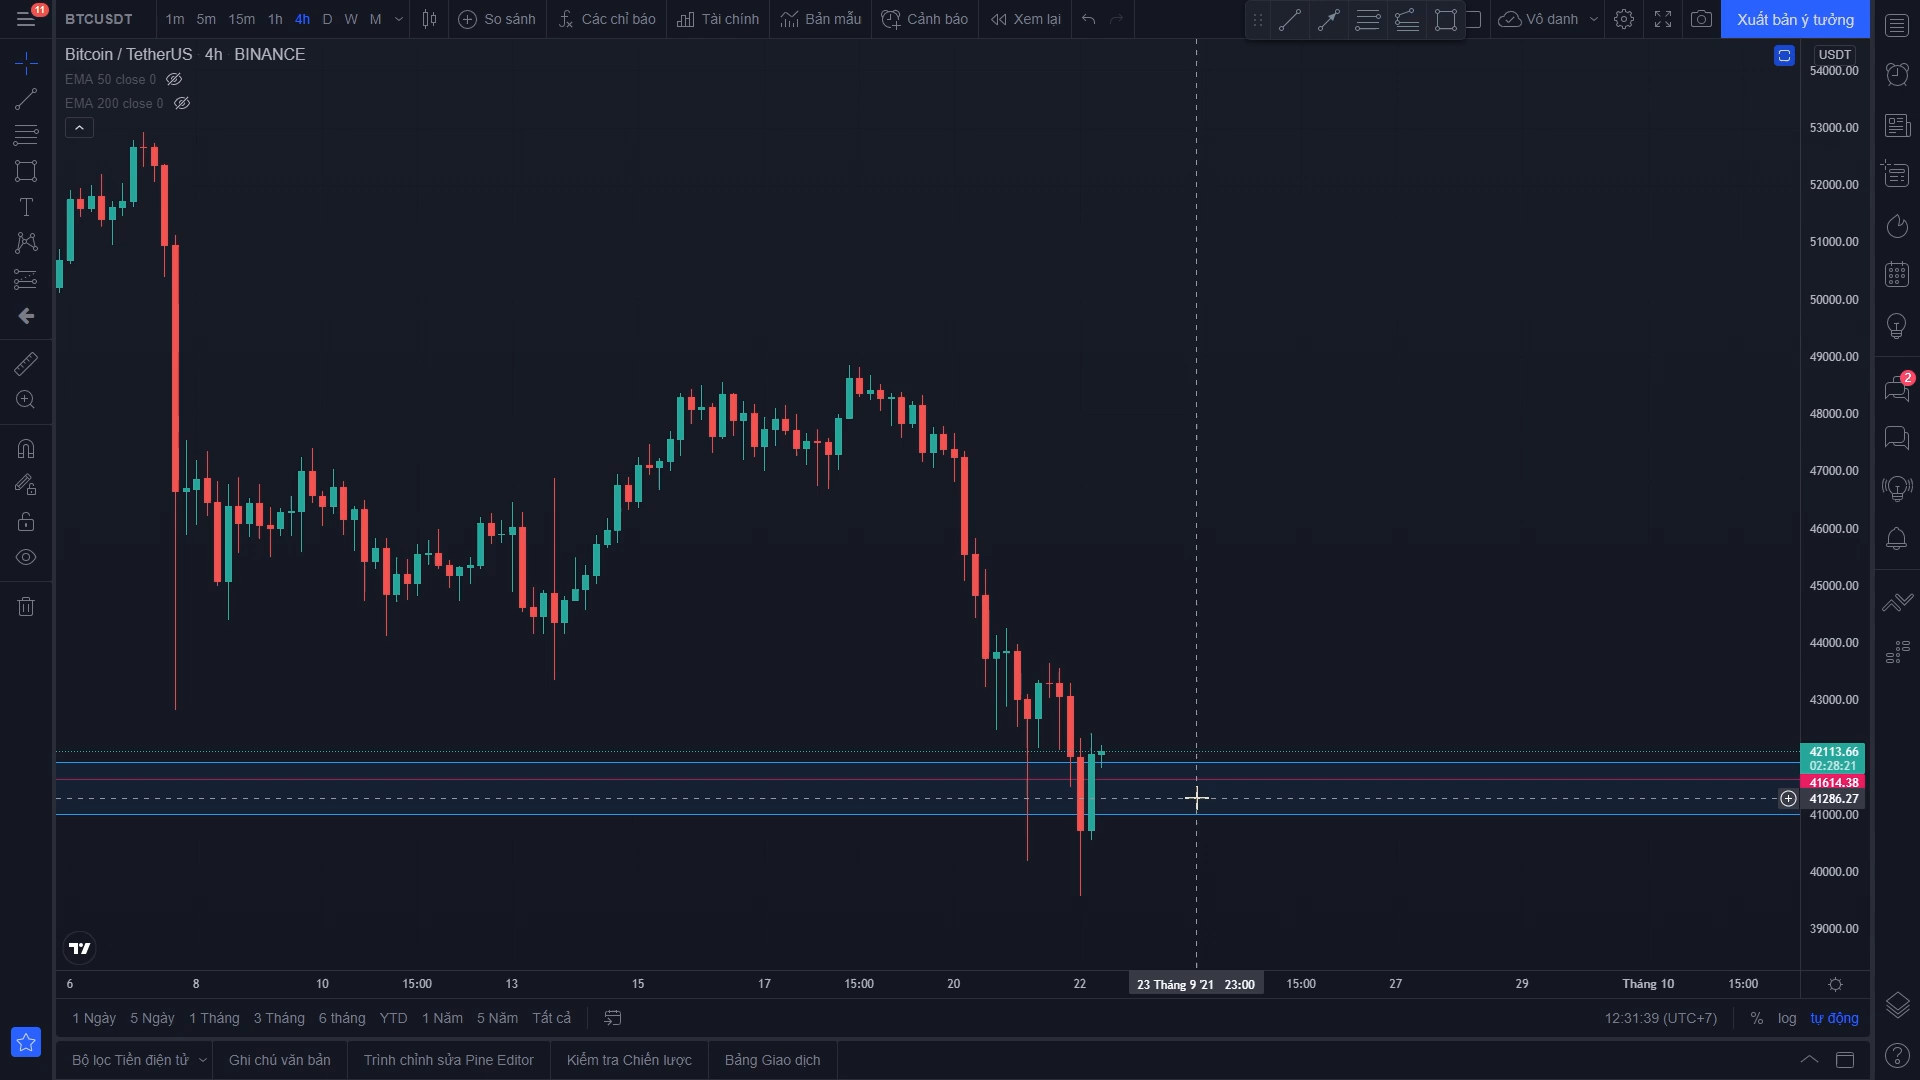 11
BTCUSDT 1m 5m 15m 1h 4h D W M So sánh Các chỉ báo Tài chính Bản mẫu Cảnh báo Xem lại Vô danh Xuất bản ý tưởng
Bitcoin / TetherUS 4h BINANCE
USDT
EMA 50 close 0
EMA 200 close 0
54000.00
53000.00
52000.00
51000.00
50000.00
49000.00
2
48000.00
47000.00
46000.00
45000.00
44000.00
43000.00
42113.66
02:28:21
41614.38
41286.27
41000.00
40000.00
39000.00
6 8 10 15:00 13 15 17 15:00 20 22 23 Tháng 9 '21 23:00 15:00 27 29 Tháng 10 15:00
1 Ngày 5 Ngày 1 Tháng 3 Tháng 6 tháng YTD 1 Năm 5 Năm Tất cả 12:31:39 (UTC+7) % log tự động
Bộ lọc Tiền điện tử Ghi chú văn bản Trình chỉnh sửa Pine Editor Kiểm tra Chiến lược Bảng Giao dịch